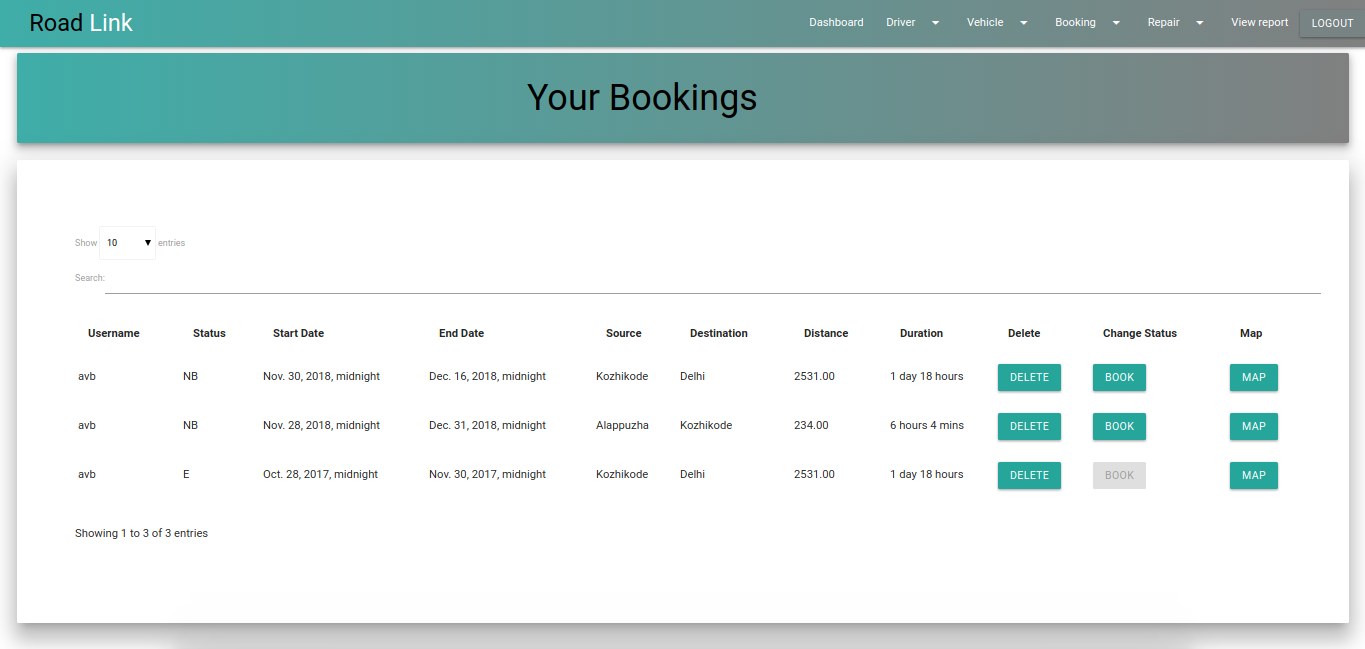 Road Link Dashboard Driver Vehicle Booking Repair View report LOGOUT
Your Bookings
Show 10 entries
Search:
Username Status Start Date End Date Source Destination Distance Duration Delete Change Status Map
avb NB Nov. 30, 2018, midnight Dec. 16, 2018, midnight Kozhikode Delhi 2531.00 1 day 18 hours DELETE BOOK MAP
avb NB Nov. 28, 2018, midnight Dec. 31, 2018, midnight Alappuzha Kozhikode 234.00 6 hours 4 mins DELETE BOOK MAP
avb E Oct. 28, 2017, midnight Nov. 30, 2017, midnight Kozhikode Delhi 2531.00 1 day 18 hours DELETE BOOK MAP
Showing 1 to 3 of 3 entries